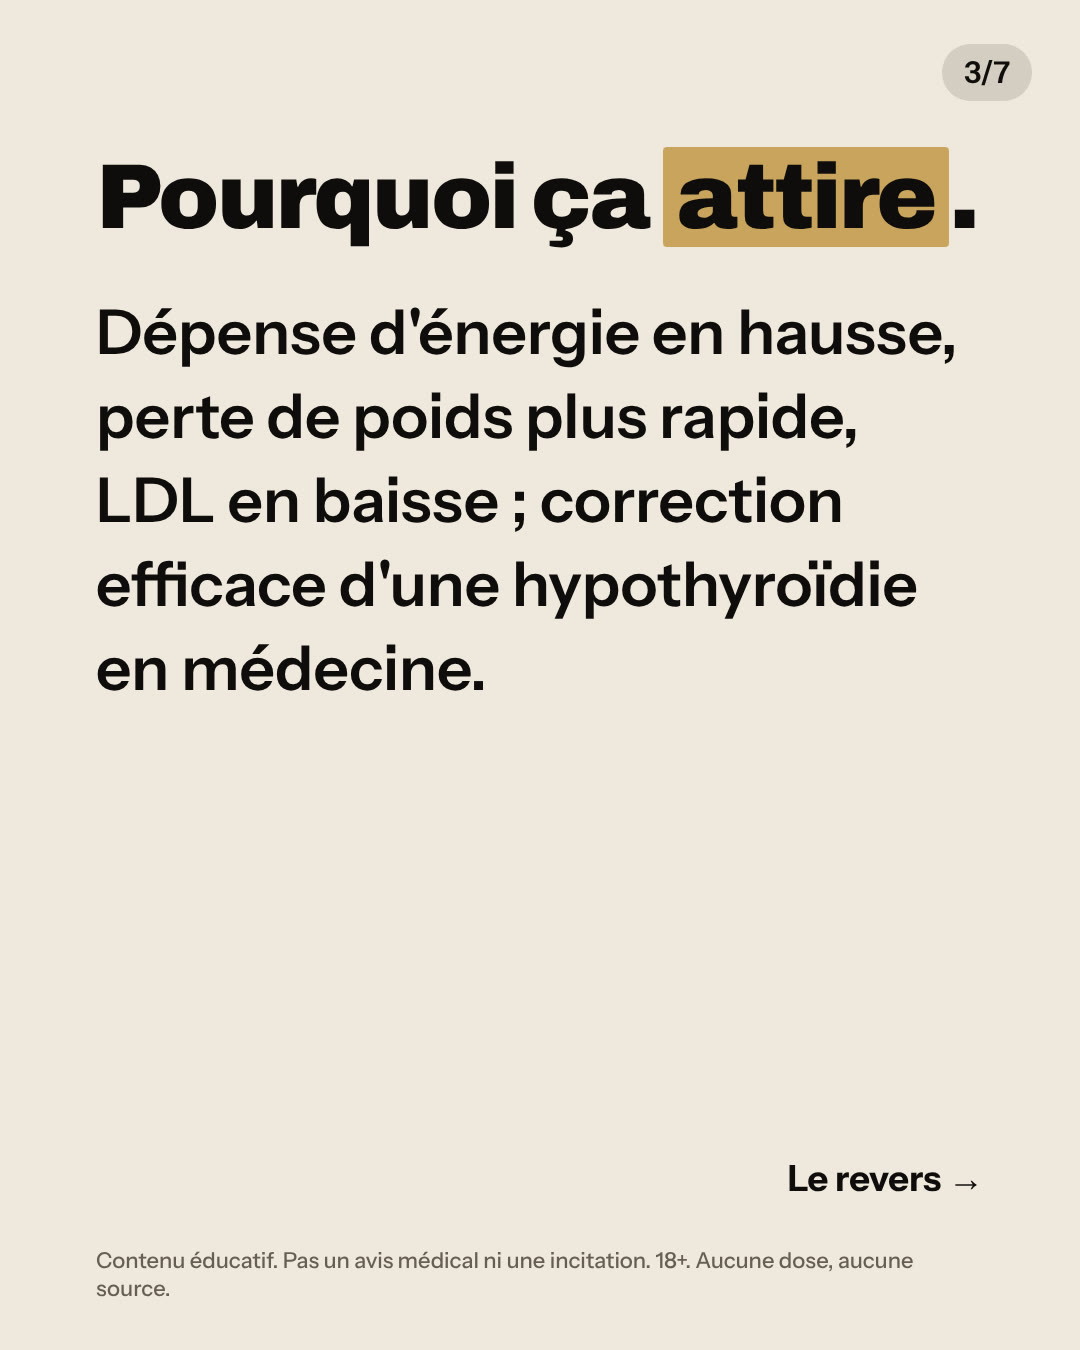 3/7
Pourquoi ça attire.
Dépense d'énergie en hausse,
perte de poids plus rapide,
LDL en baisse ; correction
efficace d'une hypothyroïdie
en médecine.
Le revers →
Contenu éducatif. Pas un avis médical ni une incitation. 18+. Aucune dose, aucune
source.